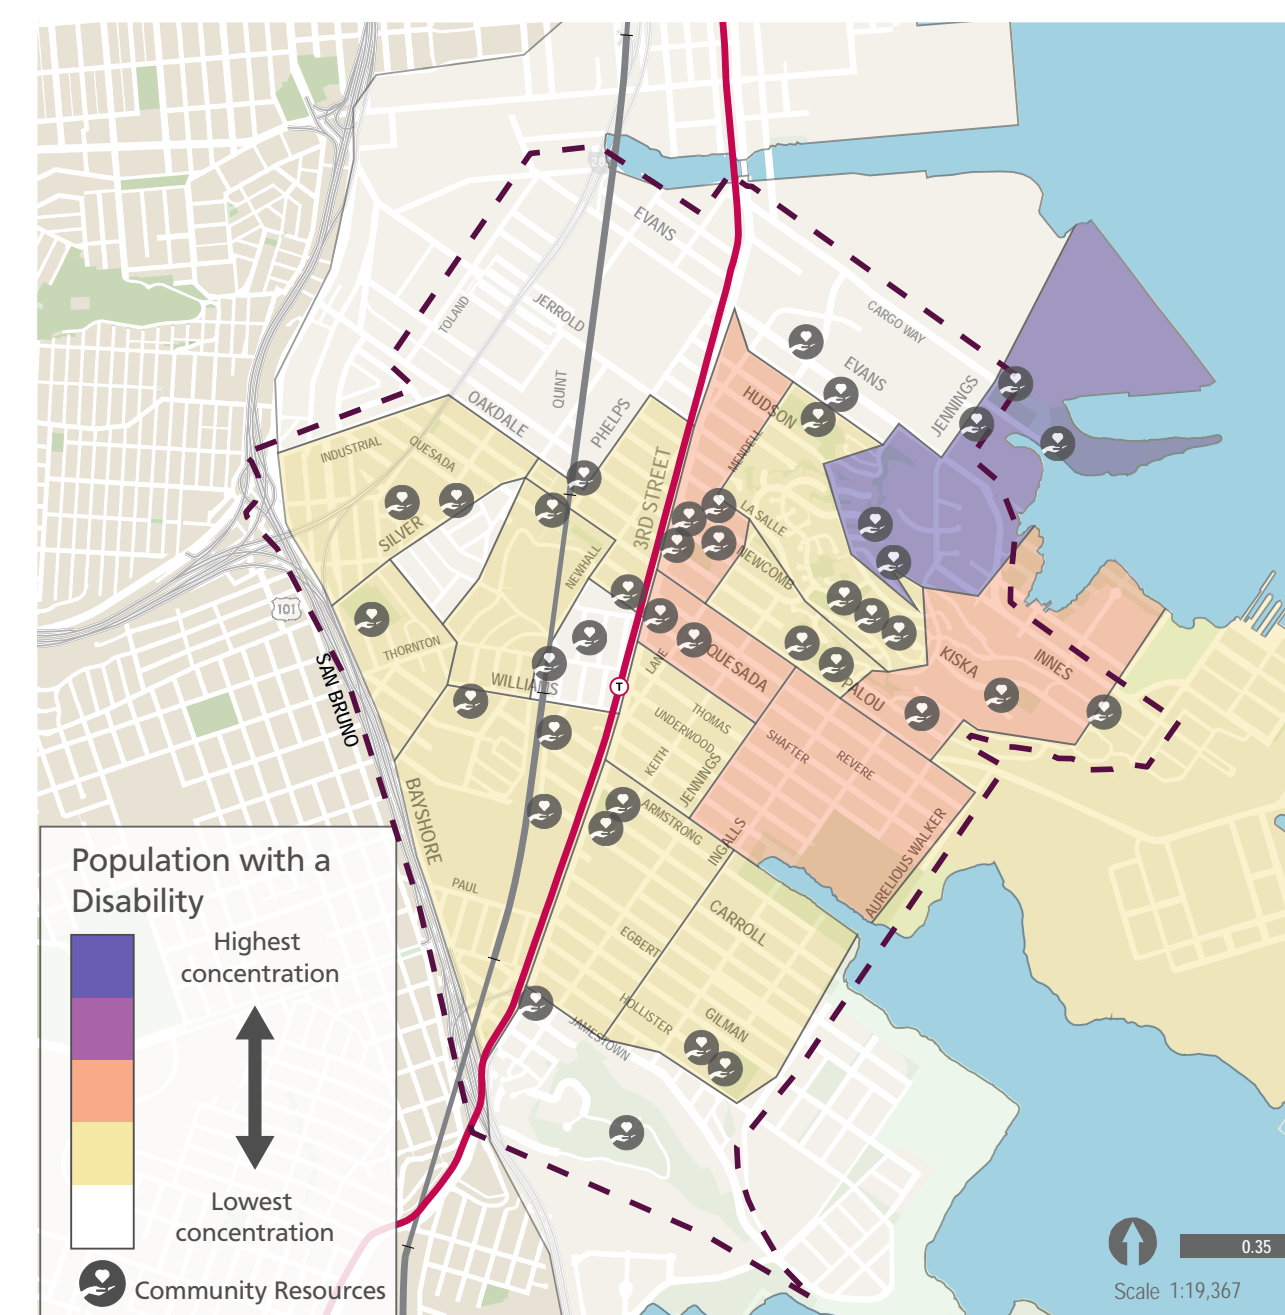 28
EVANS
TOLAND
JERROLD
CARGO WAY
EVANS
QUINT
OAKDALE
PHELPS
HUDSON
JENNINGS
INDUSTRIAL
QUESADA
MENDELL
3RD STREET
SILVER
LA SALLE
NEWHALL
NEWCOMB
101
THORNTON
SAN BRUNO
WILLIAMS
T
LANE
QUESADA
KISKA
INNES
PALOU
THOMAS
UNDERWOOD
KEITH
JENNINGS
SHAFTER
REVERE
BAYSHORE
ARMSTRONG
INGALLS
AURELIOUS WALKER
PAUL
CARROLL
EGBERT
HOLLISTER
GILMAN
JAMESTOWN
Population with a
Disability
Highest
concentration
Lowest
concentration
Community Resources
0.35
Scale 1:19,367